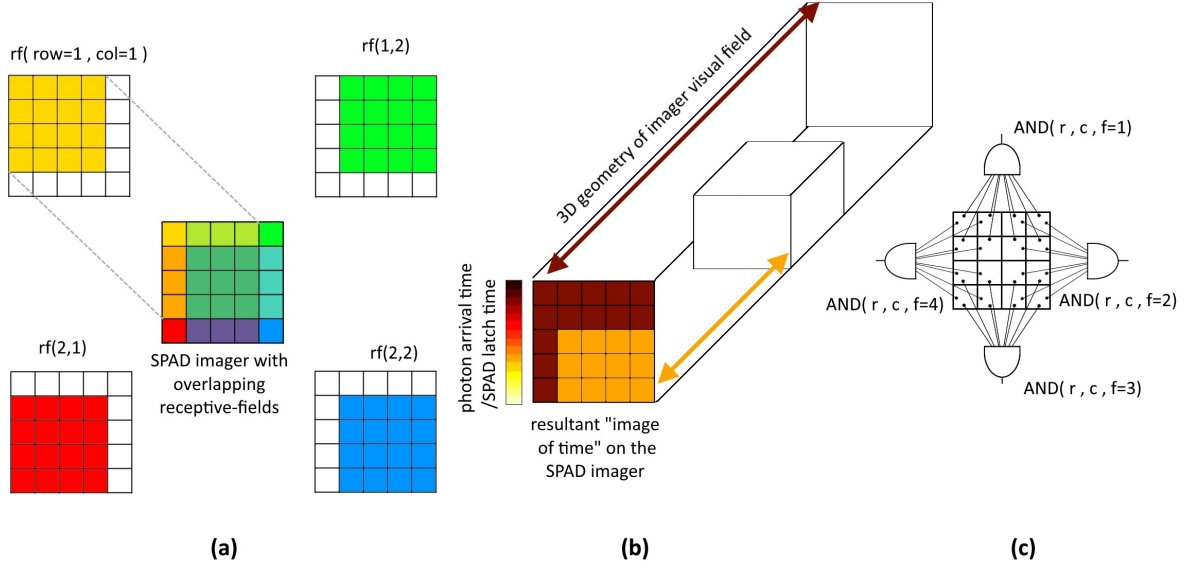 rf( row=1 , col=1 )
rf(1,2)
rf(2,1)
rf(2,2)
SPAD imager with
overlapping
receptive-fields
(a)
3D geometry of imager visual field
photon arrival time
/SPAD latch time
resultant "image
of time" on the
SPAD imager
(b)
AND( r , c , f=1)
AND( r , c , f=4)
AND( r , c , f=2)
AND( r , c , f=3)
(c)